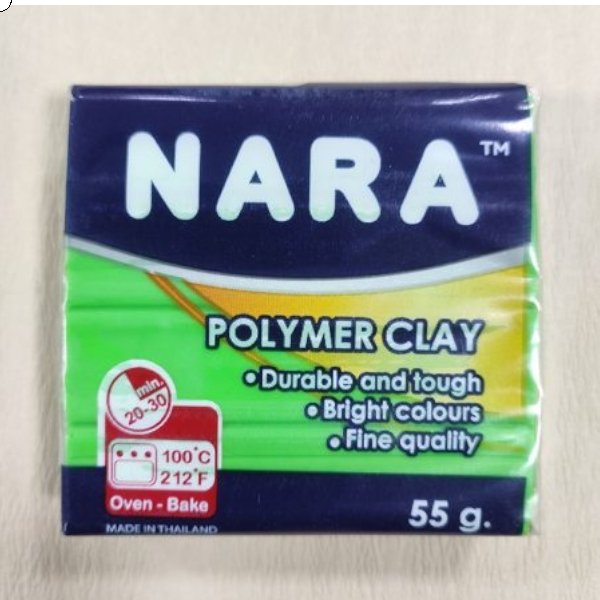 NARA™
POLYMER CLAY
• Durable and tough
• Bright colours
• Fine quality
min.
20-30
100°C
212°F
Oven - Bake
55 g.
MADE IN THAILAND